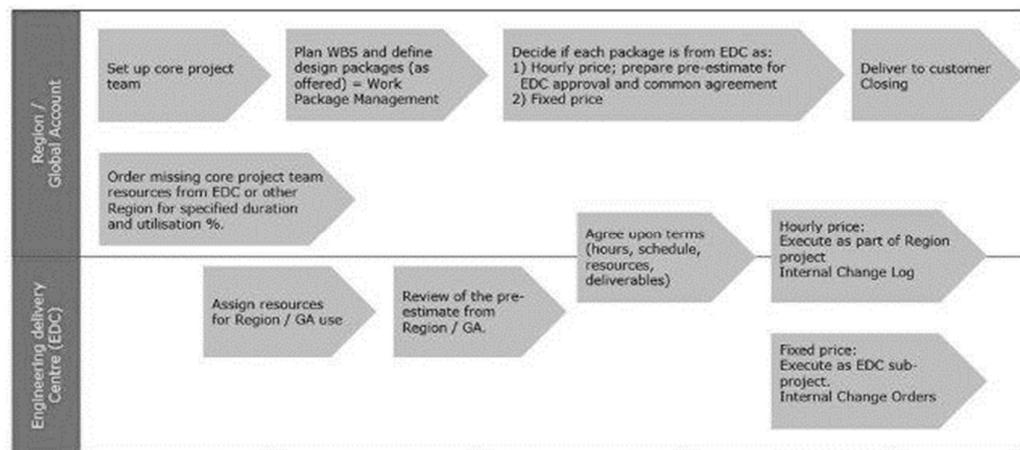 Region /
Global Account
Set up core project
team
Plan WBS and define
design packages (as
offered) = Work
Package Management
Decide if each package is from EDC as:
1) Hourly price; prepare pre-estimate for
EDC approval and common agreement
2) Fixed price
Deliver to customer
Closing
Order missing core project team
resources from EDC or other
Region for specified duration
and utilisation %.
Agree upon terms
(hours, schedule,
resources,
deliverables)
Hourly price:
Execute as part of Region
project
Internal Change Log
Engineering delivery
Centre (EDC)
Assign resources
for Region / GA use
Review of the pre-
estimate from
Region / GA.
Fixed price:
Execute as EDC sub-
project.
Internal Change Orders